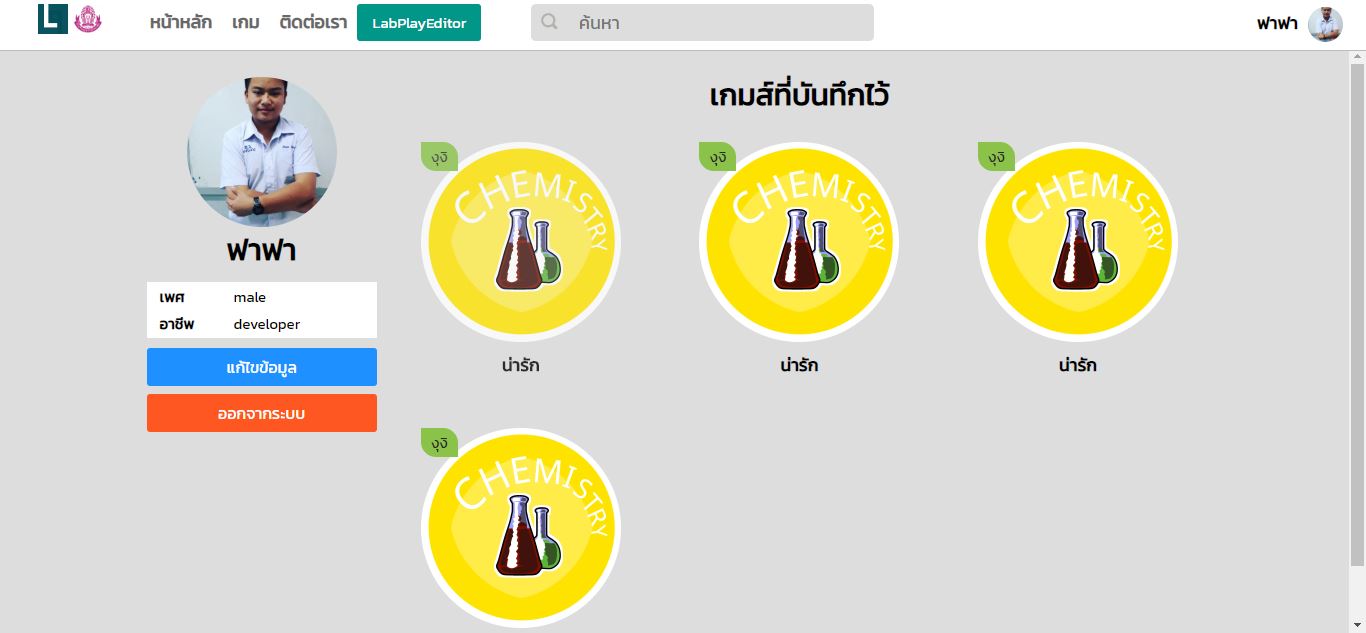 หน้าหลัก เกม ติดต่อเรา LabPlayEditor ค้นหา ฟาฟา
ฟาฟา
เพศ male
อาชีพ developer
แก้ไขข้อมูล
ออกจากระบบ
เกมส์ที่บันทึกไว้
งุงิ
CHEMISTRY
น่ารัก
งุงิ
CHEMISTRY
น่ารัก
งุงิ
CHEMISTRY
น่ารัก
งุงิ
CHEMISTRY